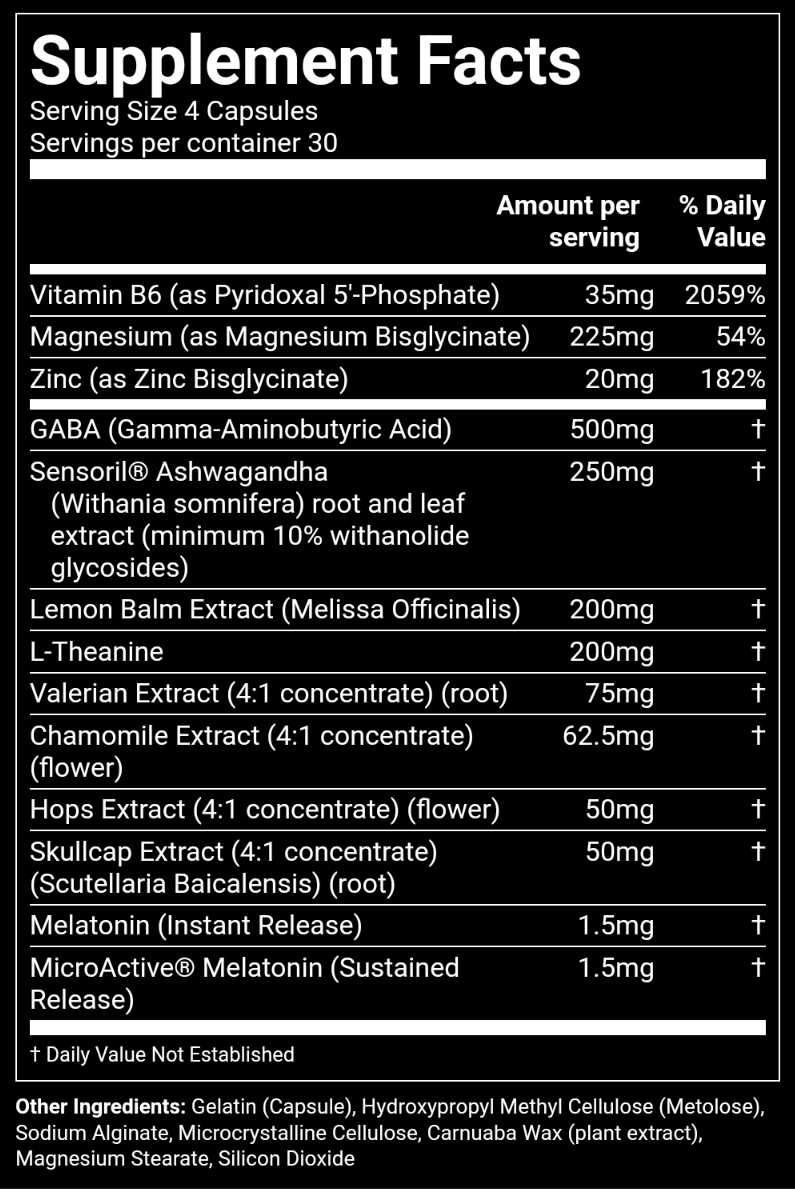 Supplement Facts
Serving Size 4 Capsules
Servings per container 30
Amount per % Daily
serving Value
Vitamin B6 (as Pyridoxal 5'-Phosphate) 35mg 2059%
Magnesium (as Magnesium Bisglycinate) 225mg 54%
Zinc (as Zinc Bisglycinate) 20mg 182%
GABA (Gamma-Aminobutyric Acid) 500mg †
Sensoril® Ashwagandha 250mg †
(Withania somnifera) root and leaf
extract (minimum 10% withanolide
glycosides)
Lemon Balm Extract (Melissa Officinalis) 200mg †
L-Theanine 200mg †
Valerian Extract (4:1 concentrate) (root) 75mg †
Chamomile Extract (4:1 concentrate) 62.5mg †
(flower)
Hops Extract (4:1 concentrate) (flower) 50mg †
Skullcap Extract (4:1 concentrate) 50mg †
(Scutellaria Baicalensis) (root)
Melatonin (Instant Release) 1.5mg †
MicroActive® Melatonin (Sustained 1.5mg †
Release)
† Daily Value Not Established
Other Ingredients: Gelatin (Capsule), Hydroxypropyl Methyl Cellulose (Metolose),
Sodium Alginate, Microcrystalline Cellulose, Carnuaba Wax (plant extract),
Magnesium Stearate, Silicon Dioxide